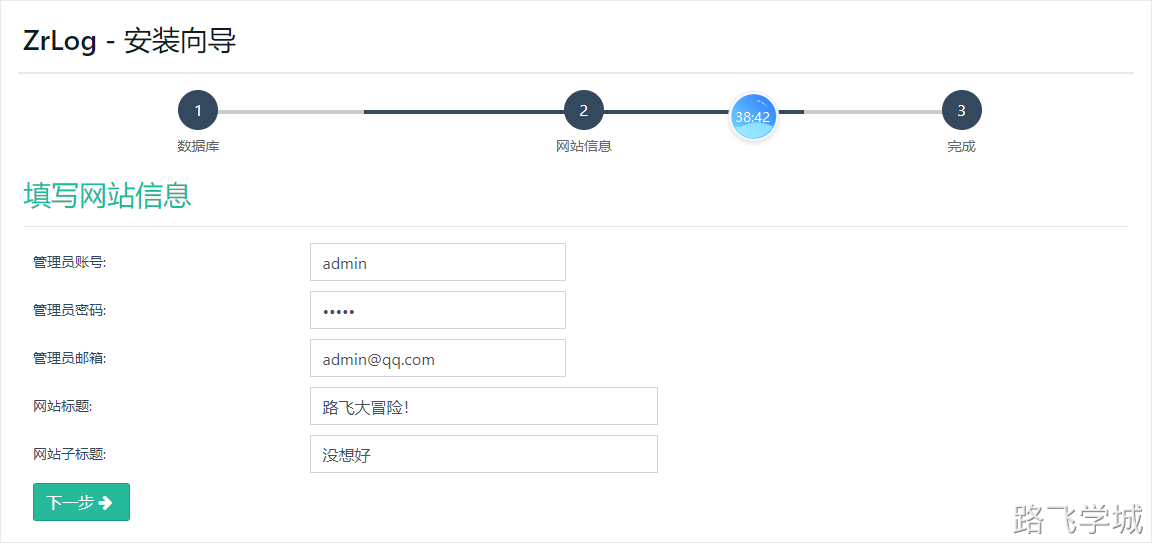 ZrLog - 安装向导
1
2
38:42
3
数据库
网站信息
完成
填写网站信息
管理员账号:
admin
管理员密码:
•••••
管理员邮箱:
admin@qq.com
网站标题:
路飞大冒险!
网站子标题:
没想好
下一步
路飞学城